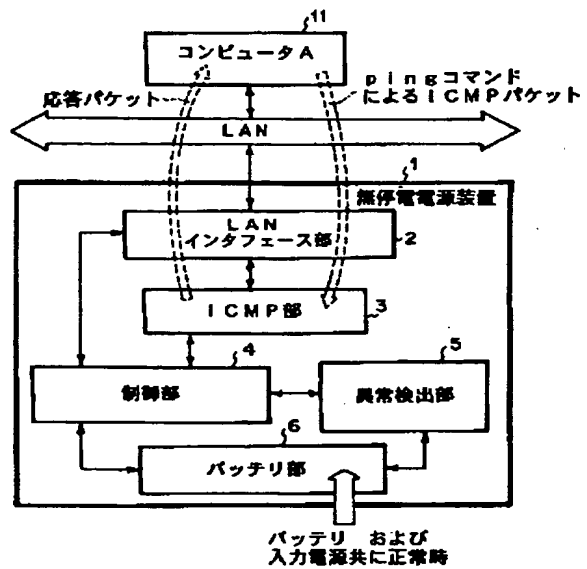 11
コンピュータA
応答パケット
pingコマンド
によるICMPパケット
LAN
1
無停電電源装置
LAN
インタフェース部
2
ICMP部
3
4
制御部
5
異常検出部
6
バッテリ部
バッテリ および
入力電源共に正常時